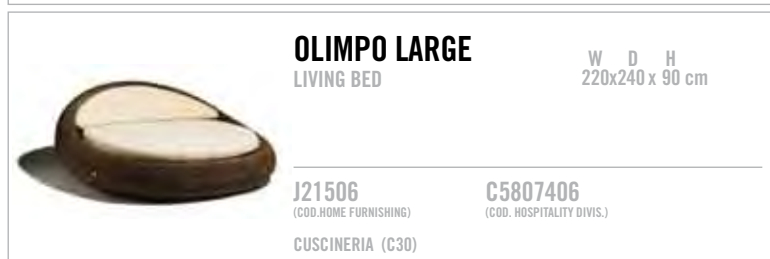 OLIMPO LARGE
LIVING BED
W D H
220x240 x 90 cm
J21506
(COD.HOME FURNISHING)
C5807406
(COD. HOSPITALITY DIVIS.)
CUSCINERIA (C30)